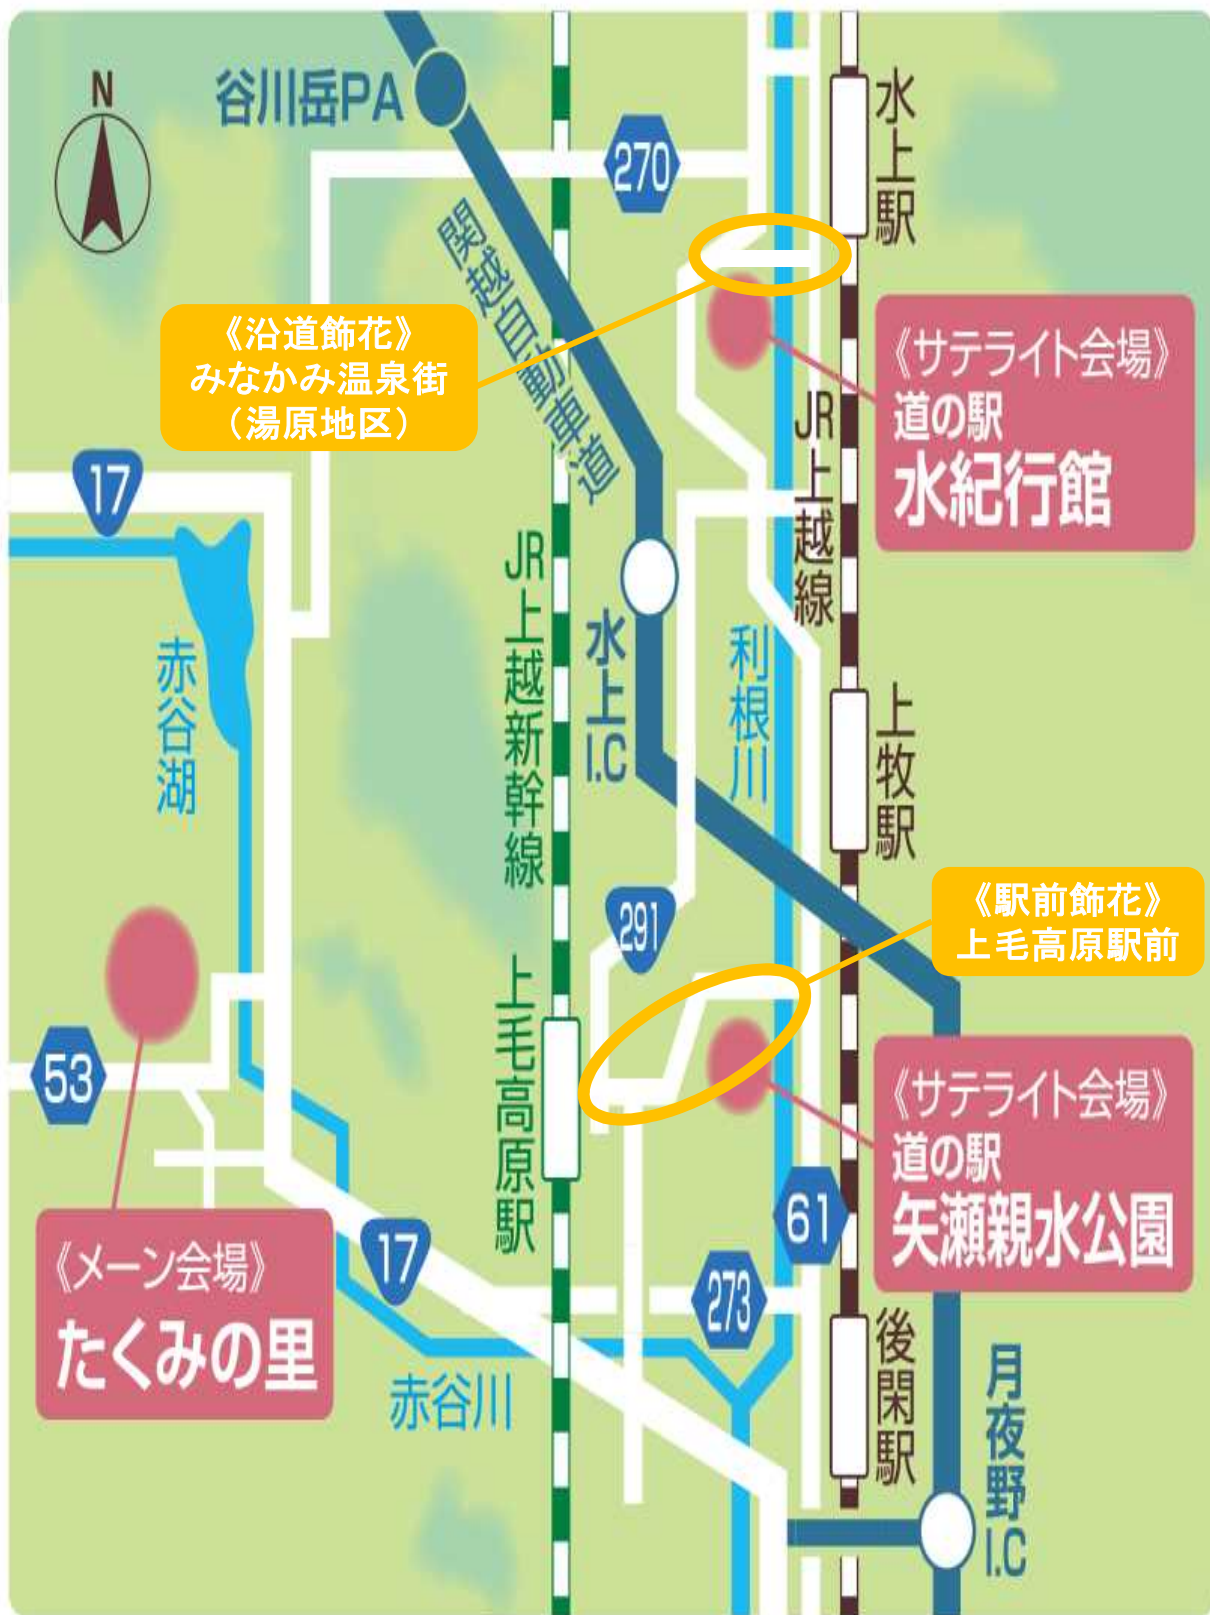 N
谷川岳PA
270
水上駅
関越自動車道
《沿道飾花》
みなかみ温泉街
（湯原地区）
《サテライト会場》
道の駅
水紀行館
17
JR上越線
JR上越新幹線
水上I.C
利根川
赤谷湖
上牧駅
291
《駅前飾花》
上毛高原駅前
上毛高原駅
53
《サテライト会場》
道の駅
矢瀬親水公園
61
17
273
《メーン会場》
たくみの里
後閑駅
月夜野I.C
赤谷川